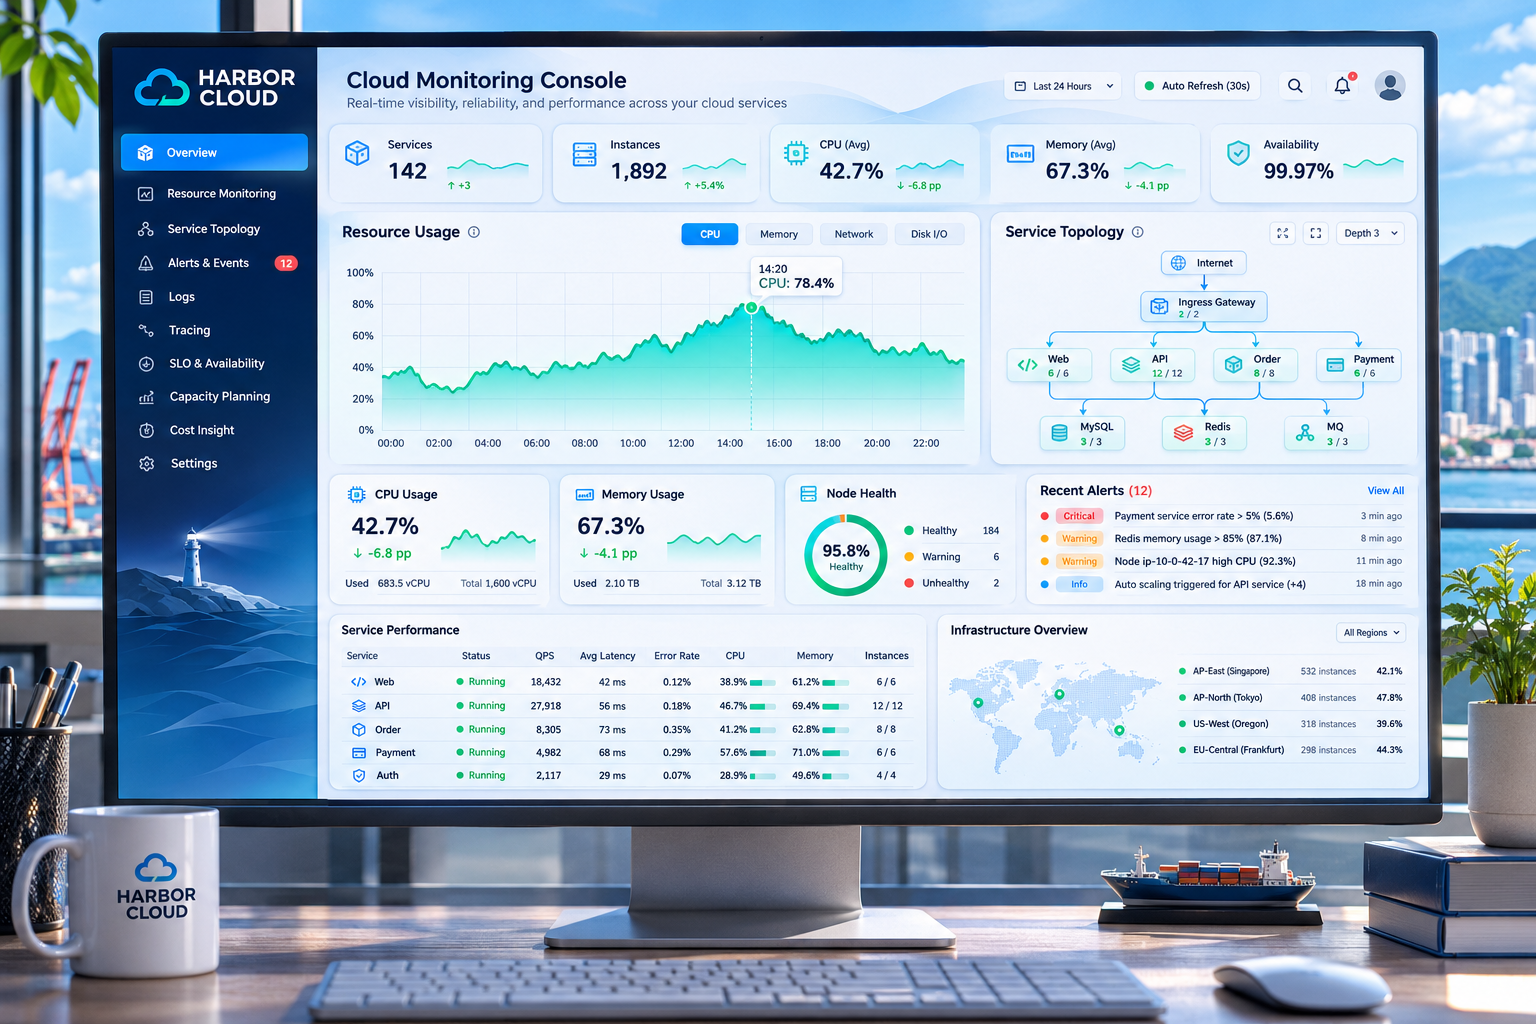 HARBOR
CLOUD
Overview
Resource Monitoring
Service Topology
Alerts & Events 12
Logs
Tracing
SLO & Availability
Capacity Planning
Cost Insight
Settings
Cloud Monitoring Console
Real-time visibility, reliability, and performance across your cloud services
Last 24 Hours
Auto Refresh (30s)
Services
142
↑ +3
Instances
1,892
↑ +5.4%
CPU (Avg)
42.7%
↓ -6.8 pp
Memory (Avg)
67.3%
↓ -4.1 pp
Availability
99.97%
Resource Usage
CPU Memory Network Disk I/O
100%
80%
60%
40%
20%
0%
14:20
CPU: 78.4%
00:00 02:00 04:00 06:00 08:00 10:00 12:00 14:00 16:00 18:00 20:00 22:00
Service Topology
Depth 3
Internet
Ingress Gateway
2 / 2
Web
6 / 6
API
12 / 12
Order
8 / 8
Payment
6 / 6
MySQL
3 / 3
Redis
3 / 3
MQ
3 / 3
CPU Usage
42.7%
↓ -6.8 pp
Used 683.5 vCPU Total 1,600 vCPU
Memory Usage
67.3%
↓ -4.1 pp
Used 2.10 TB Total 3.12 TB
Node Health
95.8%
Healthy
Healthy 184
Warning 6
Unhealthy 2
Recent Alerts (12) View All
Critical Payment service error rate > 5% (5.6%) 3 min ago
Warning Redis memory usage > 85% (87.1%) 8 min ago
Warning Node ip-10-0-42-17 high CPU (92.3%) 11 min ago
Info Auto scaling triggered for API service (+4) 18 min ago
Service Performance
Service Status QPS Avg Latency Error Rate CPU Memory Instances
Web Running 18,432 42 ms 0.12% 38.9% 61.2% 6 / 6
API Running 27,918 56 ms 0.18% 46.7% 69.4% 12 / 12
Order Running 8,305 73 ms 0.35% 41.2% 62.8% 8 / 8
Payment Running 4,982 68 ms 0.29% 57.6% 71.0% 6 / 6
Auth Running 2,117 29 ms 0.07% 28.9% 49.6% 4 / 4
Infrastructure Overview
All Regions
AP-East (Singapore) 532 instances 42.1%
AP-North (Tokyo) 408 instances 47.8%
US-West (Oregon) 318 instances 39.6%
EU-Central (Frankfurt) 298 instances 44.3%
HARBOR
CLOUD